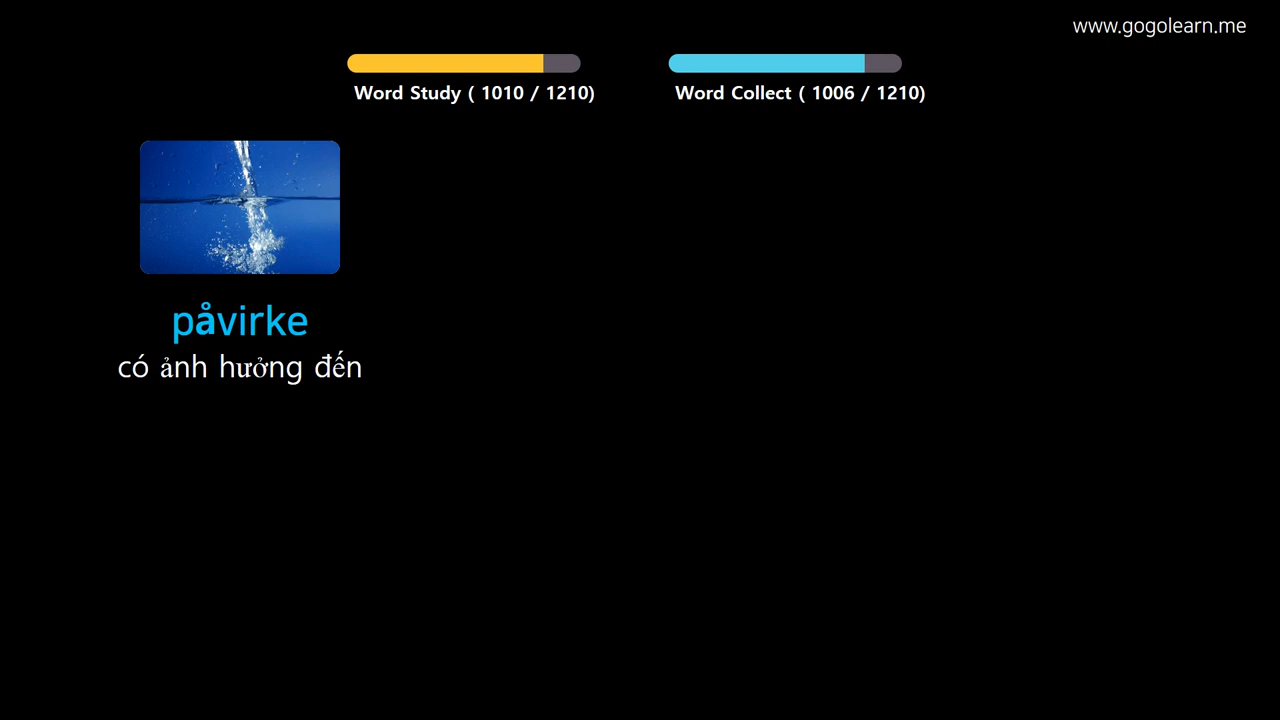 www.gogolearn.me
Word Study ( 1010 / 1210)
Word Collect ( 1006 / 1210)
påvirke
có ảnh hưởng đến